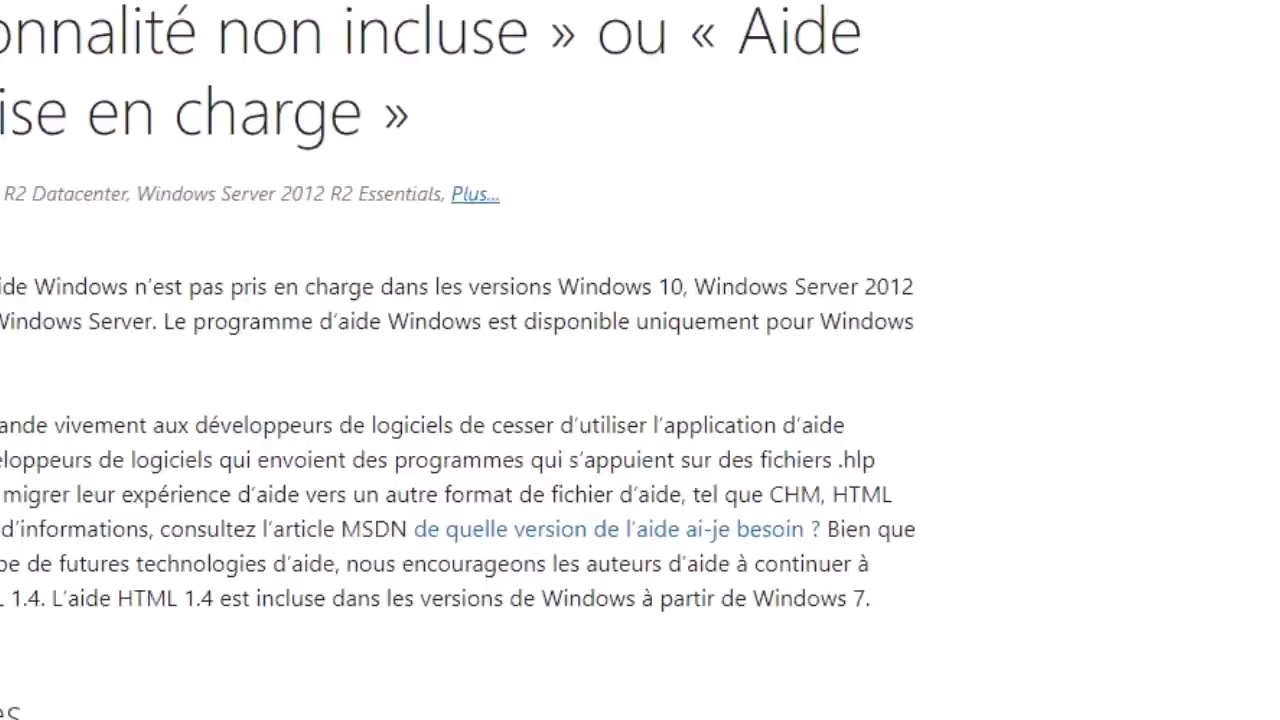 onnalité non incluse » ou « Aide
ise en charge »
R2 Datacenter, Windows Server 2012 R2 Essentials, Plus...
ide Windows n'est pas pris en charge dans les versions Windows 10, Windows Server 2012
Windows Server. Le programme d'aide Windows est disponible uniquement pour Windows
ande vivement aux développeurs de logiciels de cesser d'utiliser l'application d'aide
eloppeurs de logiciels qui envoient des programmes qui s'appuient sur des fichiers .hlp
migrer leur expérience d'aide vers un autre format de fichier d'aide, tel que CHM, HTML
d'informations, consultez l'article MSDN de quelle version de l'aide ai-je besoin ? Bien que
pe de futures technologies d'aide, nous encourageons les auteurs d'aide à continuer à
L 1.4. L'aide HTML 1.4 est incluse dans les versions de Windows à partir de Windows 7.